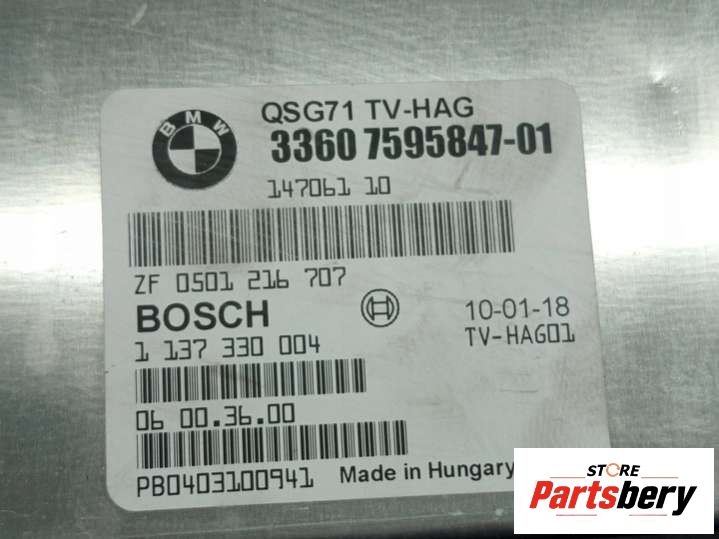 BMW
QSG71 TV-HAG
3360 7595847-01
147061 10
ZF 0501 216 707
BOSCH
10-01-18
1 137 330 004
TV-HAG01
06 00.36.00
PB0403100941 Made in Hungary
STORE
Partsbery